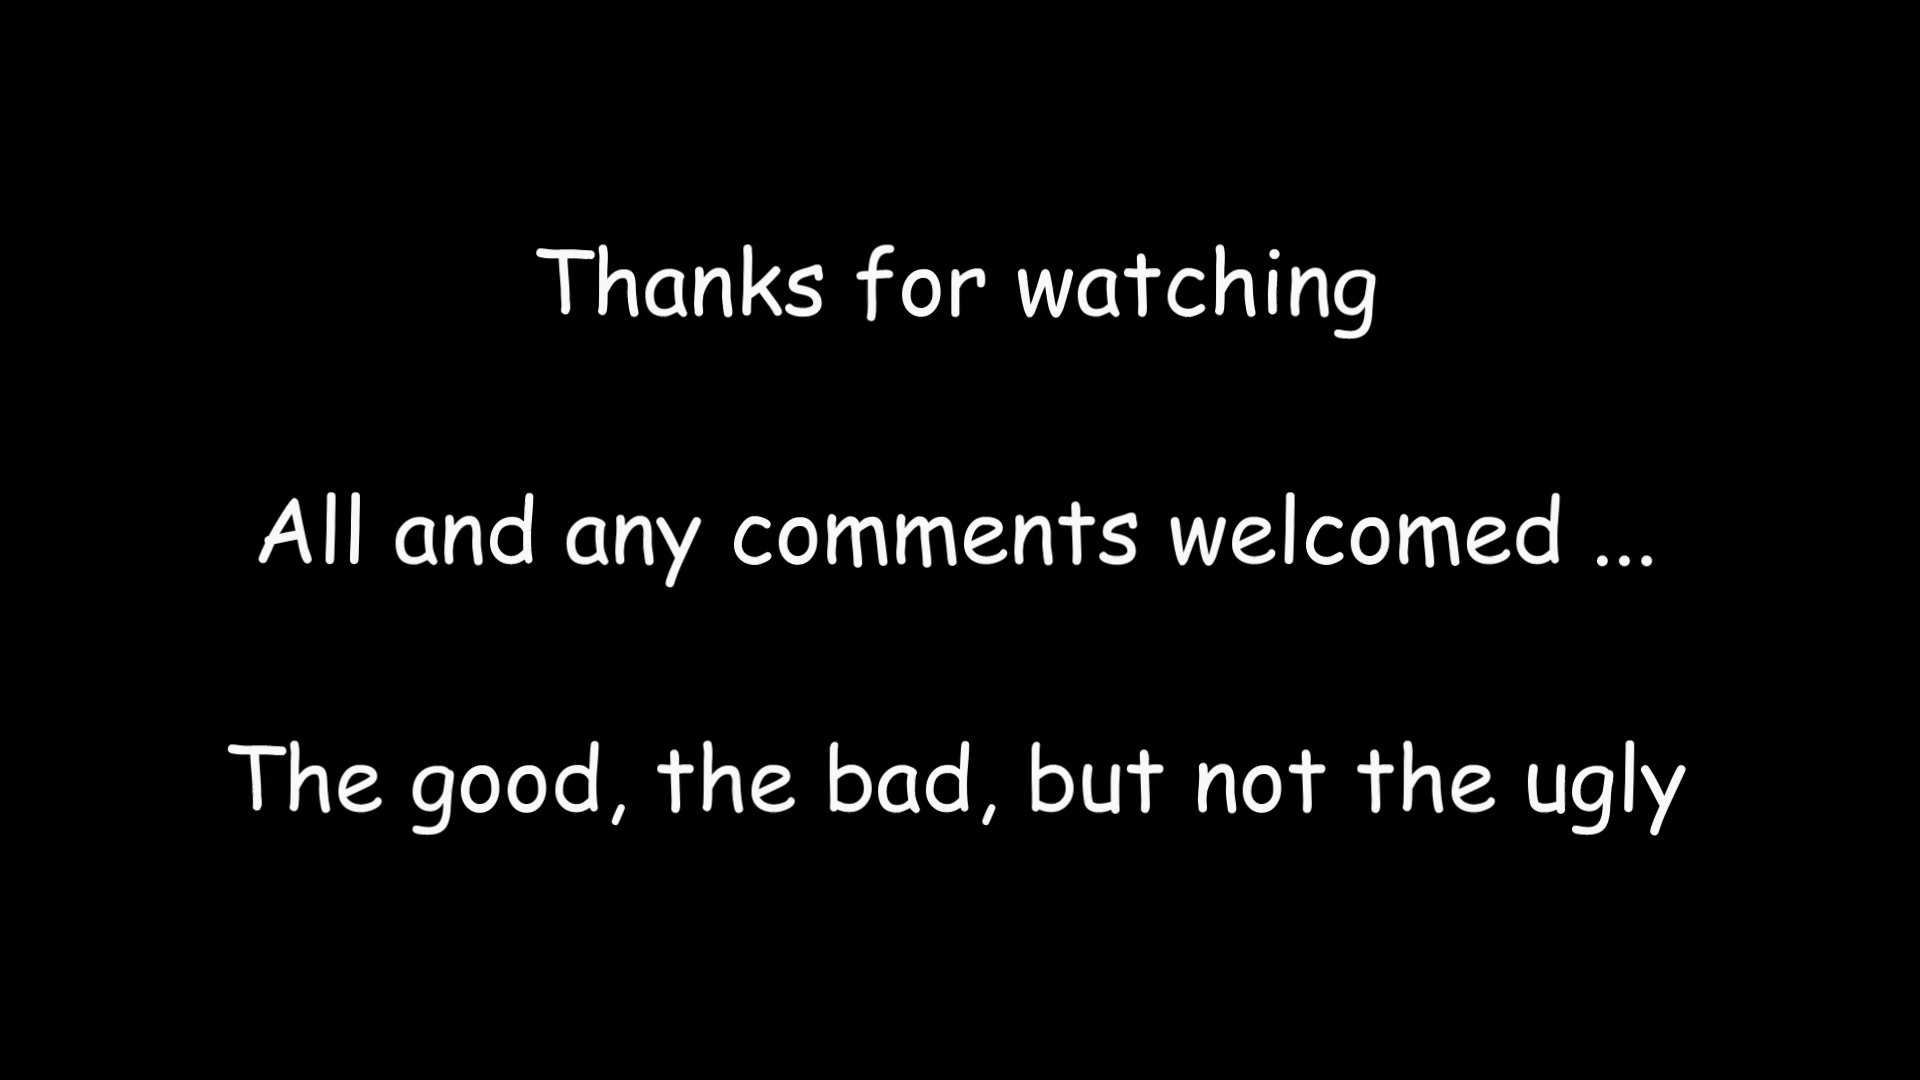 Thanks for watching
All and any comments welcomed ...
The good, the bad, but not the ugly